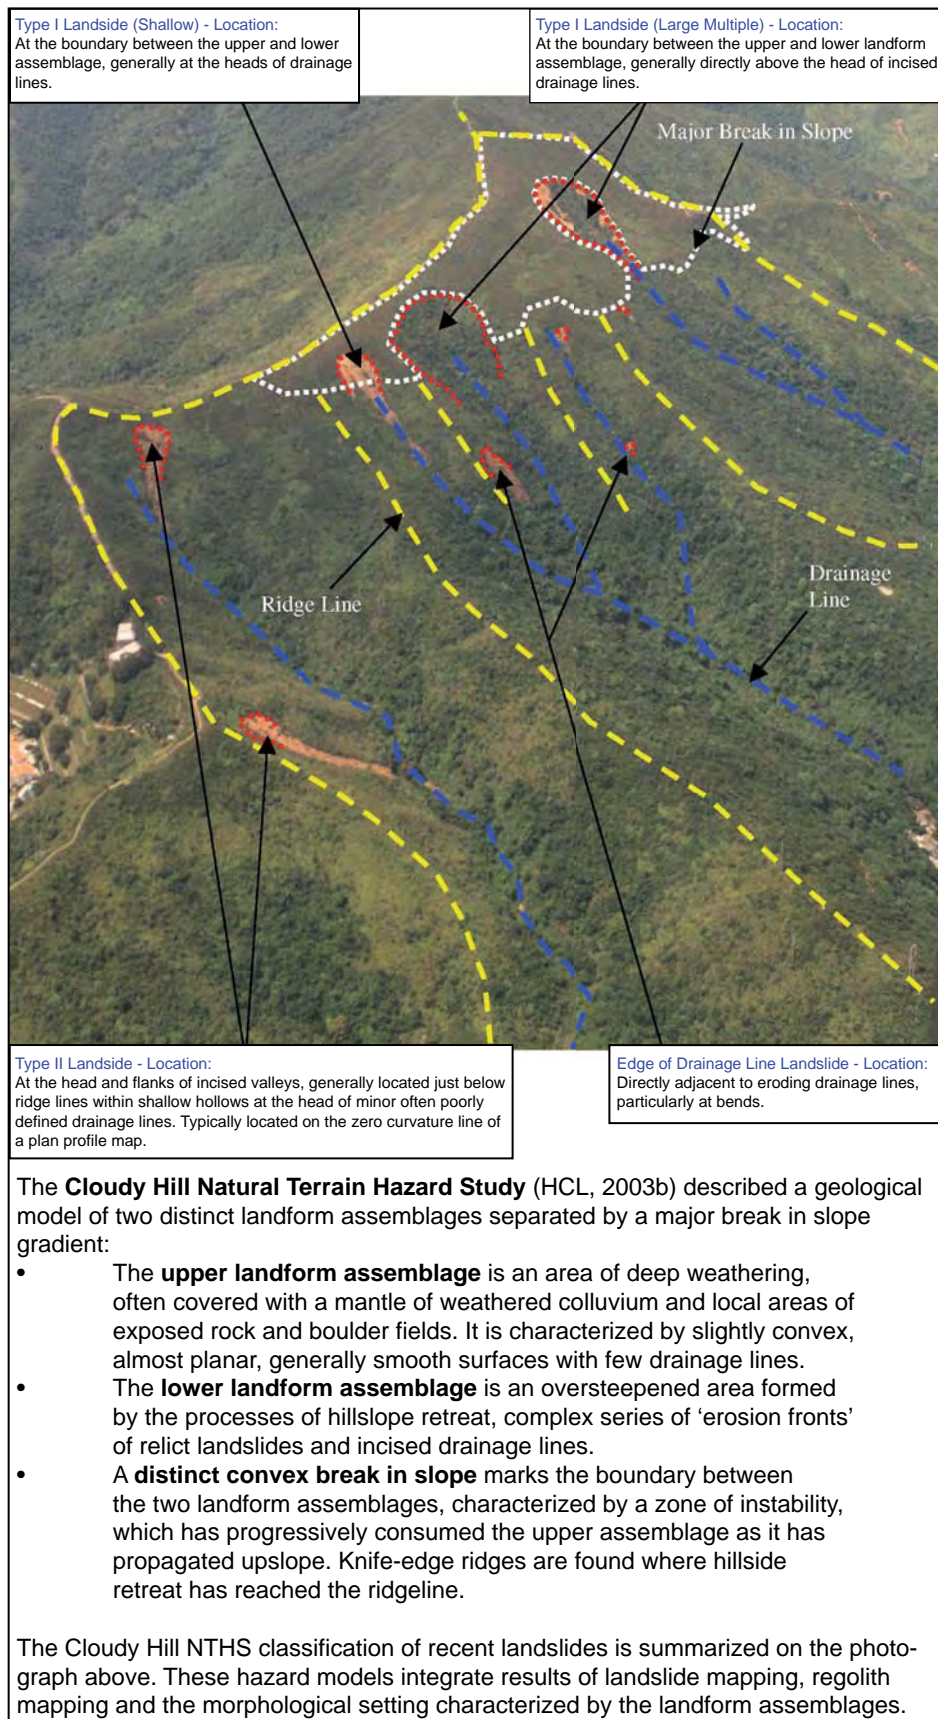 Type I Landside (Shallow) - Location:
At the boundary between the upper and lower
assemblage, generally at the heads of drainage
lines.
Type I Landside (Large Multiple) - Location:
At the boundary between the upper and lower landform
assemblage, generally directly above the head of incised
drainage lines.
Major Break in Slope
Ridge Line
Drainage
Line
Type II Landside - Location:
At the head and flanks of incised valleys, generally located just below
ridge lines within shallow hollows at the head of minor often poorly
defined drainage lines. Typically located on the zero curvature line of
a plan profile map.
Edge of Drainage Line Landslide - Location:
Directly adjacent to eroding drainage lines,
particularly at bends.
The Cloudy Hill Natural Terrain Hazard Study (HCL, 2003b) described a geological
model of two distinct landform assemblages separated by a major break in slope
gradient:
• The upper landform assemblage is an area of deep weathering,
often covered with a mantle of weathered colluvium and local areas of
exposed rock and boulder fields. It is characterized by slightly convex,
almost planar, generally smooth surfaces with few drainage lines.
• The lower landform assemblage is an oversteepened area formed
by the processes of hillslope retreat, complex series of ‘erosion fronts’
of relict landslides and incised drainage lines.
• A distinct convex break in slope marks the boundary between
the two landform assemblages, characterized by a zone of instability,
which has progressively consumed the upper assemblage as it has
propagated upslope. Knife-edge ridges are found where hillside
retreat has reached the ridgeline.
The Cloudy Hill NTHS classification of recent landslides is summarized on the photo-
graph above. These hazard models integrate results of landslide mapping, regolith
mapping and the morphological setting characterized by the landform assemblages.